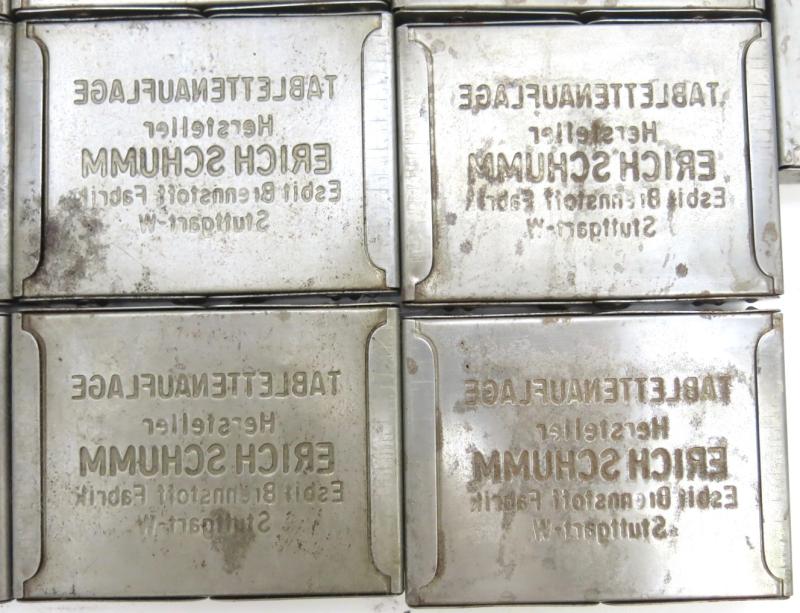 TABLETTENAUFLAGE
Hersteller
ERICH SCHUMM
Esbit Brennstoff Fabrik
Stuttgart-W
TABLETTENAUFLAGE
Hersteller
ERICH SCHUMM
Esbit Brennstoff Fabrik
Stuttgart-W
TABLETTENAUFLAGE
Hersteller
ERICH SCHUMM
Esbit Brennstoff Fabrik
Stuttgart-W
TABLETTENAUFLAGE
Hersteller
ERICH SCHUMM
Esbit Brennstoff Fabrik
Stuttgart-W